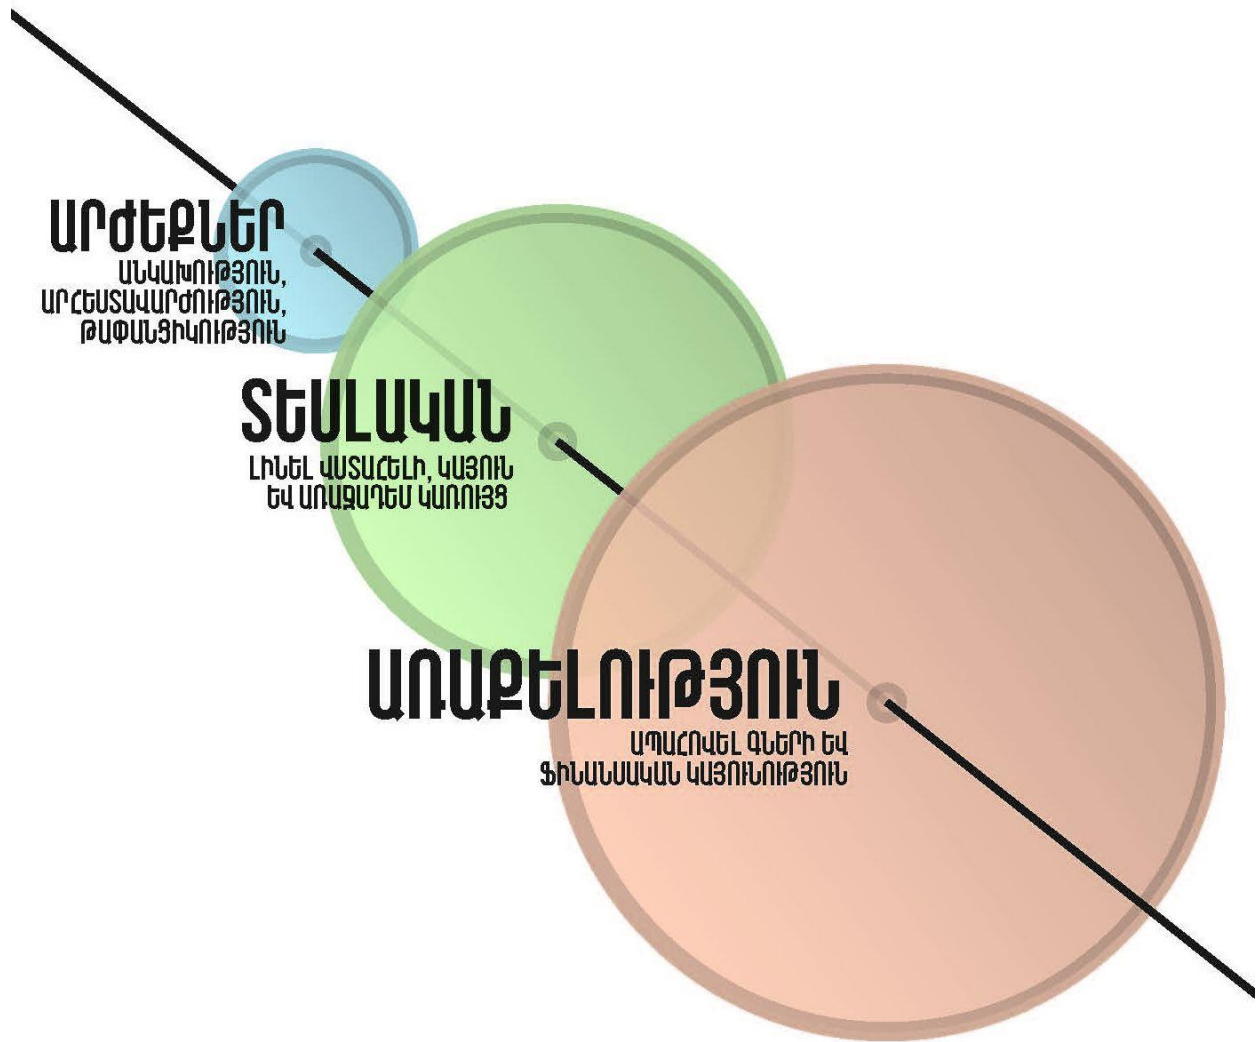 ԱՐԺԵՔՆԵՐ
ԱՆԿԱԽՈՒԹՅՈՒՆ,
ԱՐՀԵՍՏԱՎԱՐԺՈՒԹՅՈՒՆ,
ԹԱՓԱՆՑԻԿՈՒԹՅՈՒՆ
ՏԵՍԼԱԿԱՆ
ԼԻՆԵԼ ՎՍՏԱՀԵԼԻ, ԿԱՅՈՒՆ
ԵՎ ԱՌԱՋԱԴԵՄ ԿԱՌՈՒՅՑ
ԱՌԱՔԵԼՈՒԹՅՈՒՆ
ԱՊԱՀՈՎԵԼ ԳՆԵՐԻ ԵՎ
ՖԻՆԱՆՍԱԿԱՆ ԿԱՅՈՒՆՈՒԹՅՈՒՆ